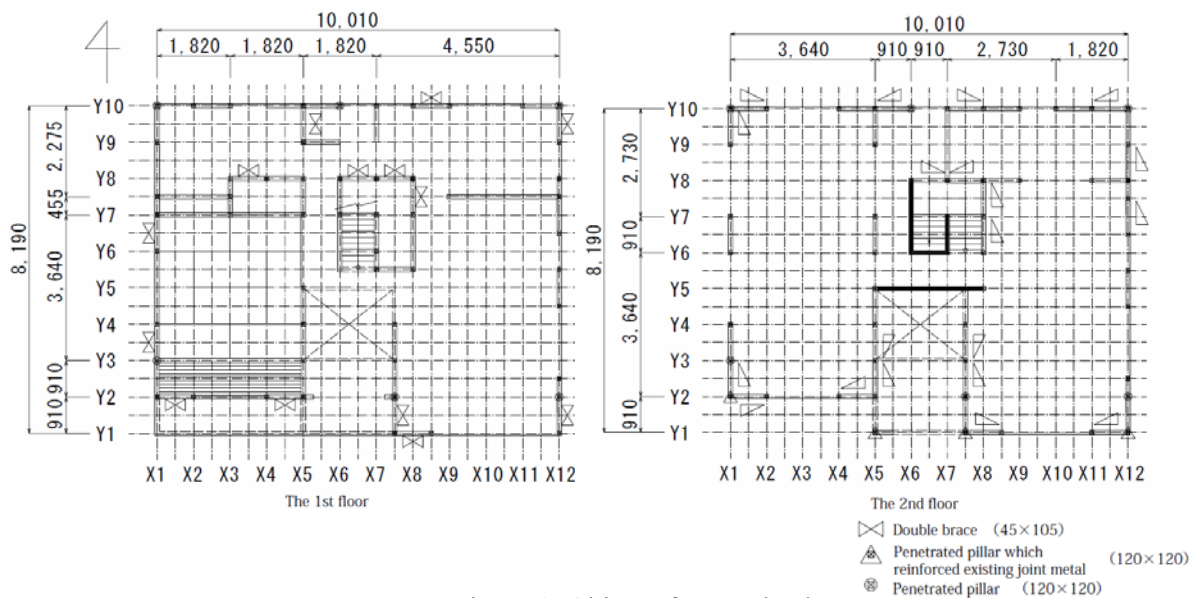 10,010
1,820 1,820 1,820 4,550
Y10
Y9
Y8
Y7
Y6
Y5
Y4
Y3
Y2
Y1
8,190
2,275
455
3,640
910
910
X1 X2 X3 X4 X5 X6 X7 X8 X9 X10 X11 X12
The 1st floor
10,010
3,640 910 910 2,730 1,820
Y10
Y9
Y8
Y7
Y6
Y5
Y4
Y3
Y2
Y1
8,190
2,730
910
3,640
910
X1 X2 X3 X4 X5 X6 X7 X8 X9 X10 X11 X12
The 2nd floor
Double brace (45×105)
Penetrated pillar which
reinforced existing joint metal (120×120)
Penetrated pillar (120×120)